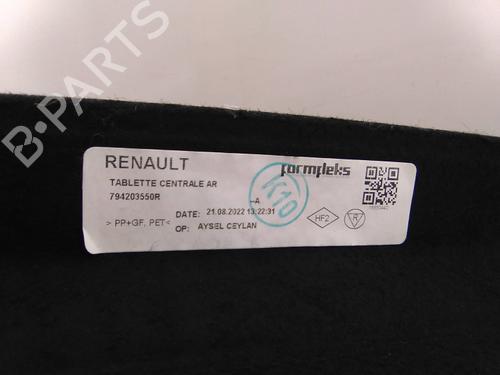 B-PARTS
RENAULT
formfleks
TABLETTE CENTRALE AR
794203550R
-A
K10
DATE: 21.08.2022 13:22:31
> PP+GF, PET <
OP: AYSEL CEYLAN
HF2
R